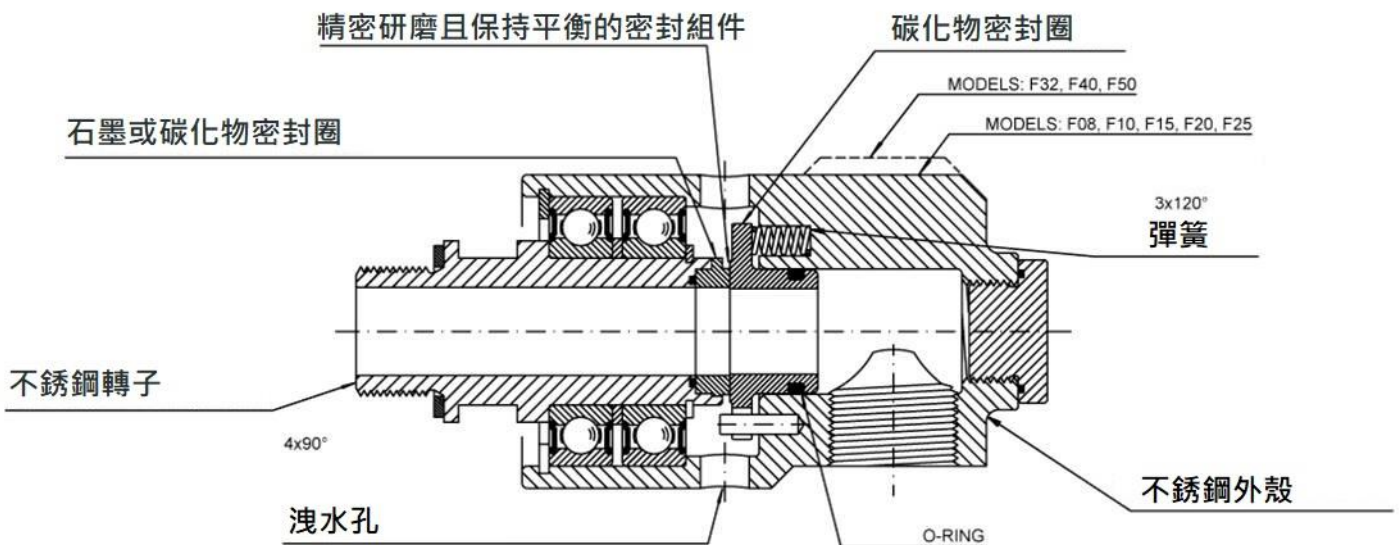 精密研磨且保持平衡的密封組件
碳化物密封圈
MODELS: F32, F40, F50
石墨或碳化物密封圈
MODELS: F08, F10, F15, F20, F25
3x120°
彈簧
不銹鋼轉子
4x90°
不銹鋼外殼
洩水孔
O-RING